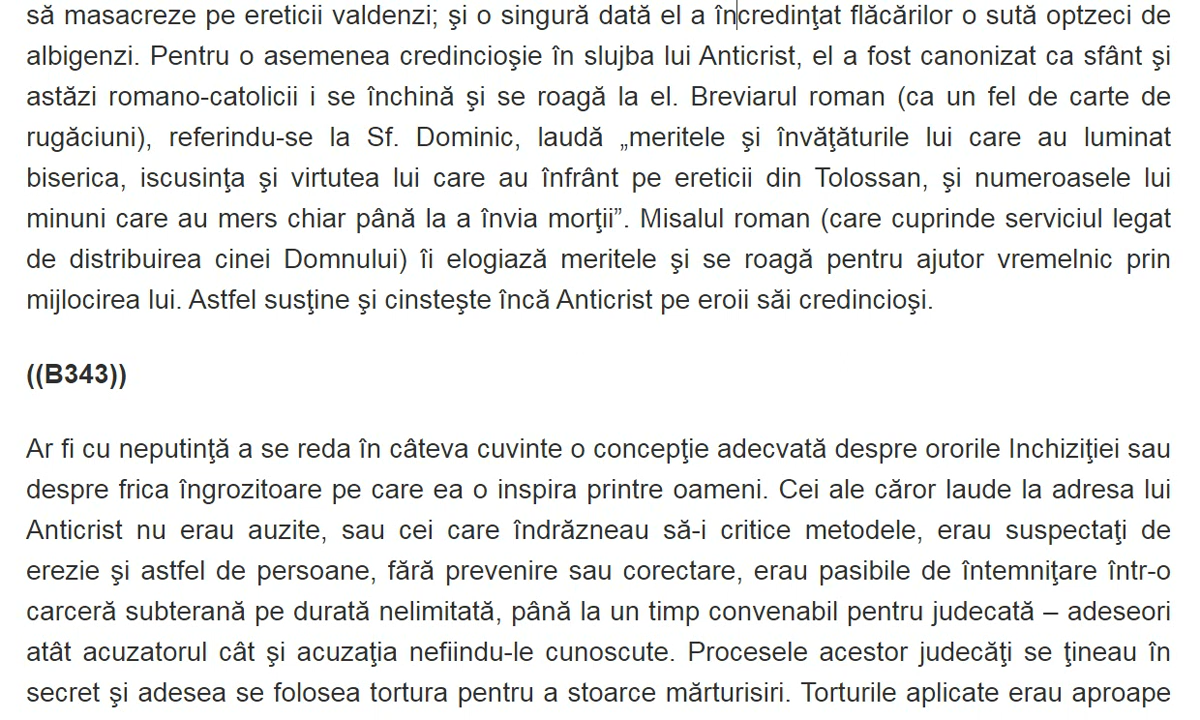 să masacreze pe ereticii valdenzi; şi o singură dată el a încredinţat flăcărilor o sută optzeci de
albigenzi. Pentru o asemenea credincioşie în slujba lui Anticrist, el a fost canonizat ca sfânt şi
astăzi romano-catolicii i se închină şi se roagă la el. Breviarul roman (ca un fel de carte de
rugăciuni), referindu-se la Sf. Dominic, laudă „meritele şi învăţăturile lui care au luminat
biserica, iscusinţa şi virtutea lui care au înfrânt pe ereticii din Tolossan, şi numeroasele lui
minuni care au mers chiar până la a învia morţii”. Misalul roman (care cuprinde serviciul legat
de distribuirea cinei Domnului) îi elogiază meritele şi se roagă pentru ajutor vremelnic prin
mijlocirea lui. Astfel susţine şi cinsteşte încă Anticrist pe eroii săi credincioşi.
((B343))
Ar fi cu neputinţă a se reda în câteva cuvinte o concepţie adecvată despre ororile Inchiziţiei sau
despre frica îngrozitoare pe care ea o inspira printre oameni. Cei ale căror laude la adresa lui
Anticrist nu erau auzite, sau cei care îndrăzneau să-i critice metodele, erau suspectaţi de
erezie şi astfel de persoane, fără prevenire sau corectare, erau pasibile de întemniţare într-o
carceră subterană pe durată nelimitată, până la un timp convenabil pentru judecată – adeseori
atât acuzatorul cât şi acuzaţia nefiindu-le cunoscute. Procesele acestor judecăţi se ţineau în
secret şi adesea se folosea tortura pentru a stoarce mărturisiri. Torturile aplicate erau aproape